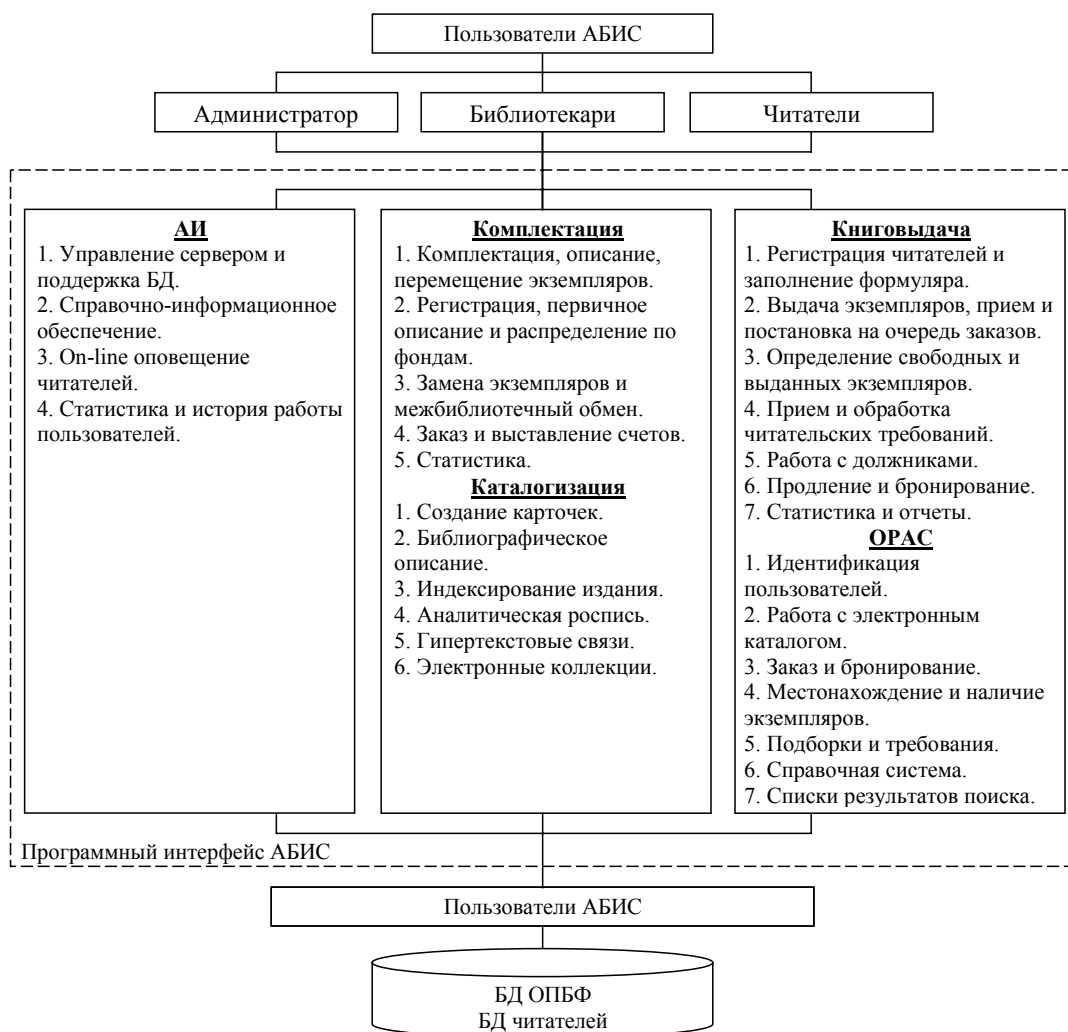 Пользователи АБИС
Администратор
Библиотекари
Читатели
АИ
1. Управление сервером и
поддержка БД.
2. Справочно-информационное
обеспечение.
3. On-line оповещение
читателей.
4. Статистика и история работы
пользователей.
Комплектация
1. Комплектация, описание,
перемещение экземпляров.
2. Регистрация, первичное
описание и распределение по
фондам.
3. Замена экземпляров и
межбиблиотечный обмен.
4. Заказ и выставление счетов.
5. Статистика.
Каталогизация
1. Создание карточек.
2. Библиографическое
описание.
3. Индексирование издания.
4. Аналитическая роспись.
5. Гипертекстовые связи.
6. Электронные коллекции.
Книговыдача
1. Регистрация читателей и
заполнение формуляра.
2. Выдача экземпляров, прием и
постановка на очередь заказов.
3. Определение свободных и
выданных экземпляров.
4. Прием и обработка
читательских требований.
5. Работа с должниками.
6. Продление и бронирование.
7. Статистика и отчеты.
OPAC
1. Идентификация
пользователей.
2. Работа с электронным
каталогом.
3. Заказ и бронирование.
4. Местонахождение и наличие
экземпляров.
5. Подборки и требования.
6. Справочная система.
7. Списки результатов поиска.
Программный интерфейс АБИС
Пользователи АБИС
БД ОПБФ
БД читателей